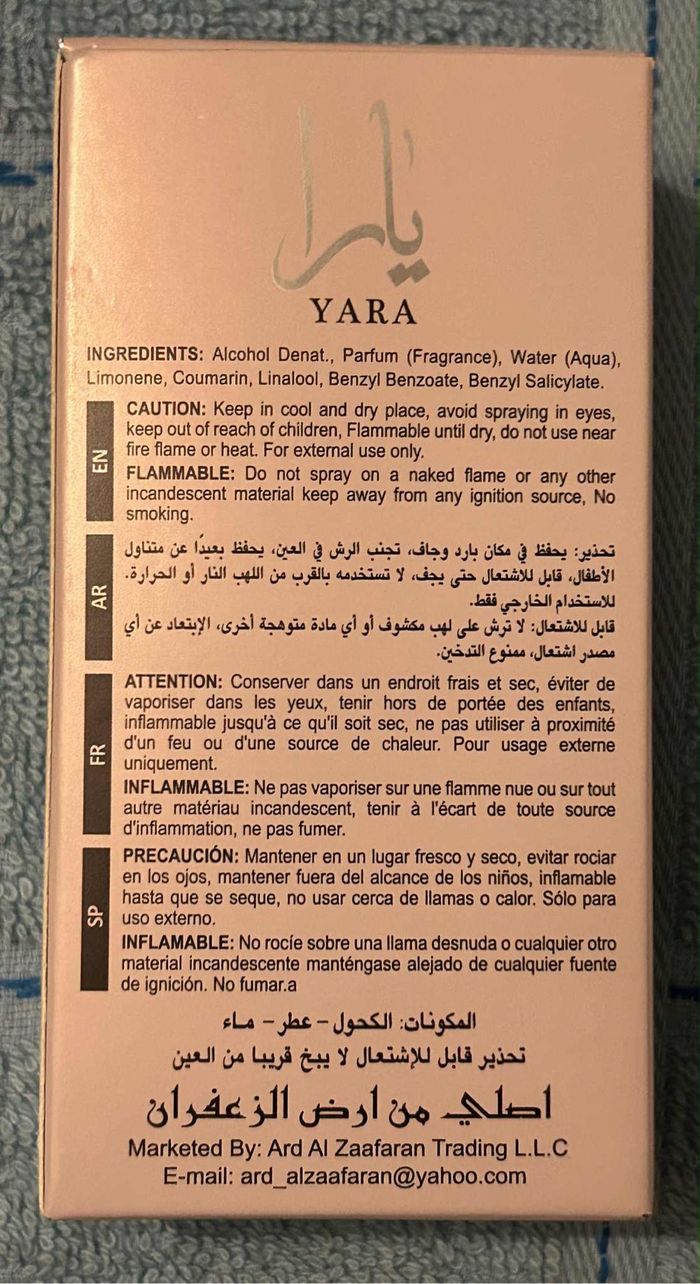 يارا
YARA
INGREDIENTS: Alcohol Denat., Parfum (Fragrance), Water (Aqua),
Limonene, Coumarin, Linalool, Benzyl Benzoate, Benzyl Salicylate.
EN
CAUTION: Keep in cool and dry place, avoid spraying in eyes,
keep out of reach of children, Flammable until dry, do not use near
fire flame or heat. For external use only.
FLAMMABLE: Do not spray on a naked flame or any other
incandescent material keep away from any ignition source, No
smoking.
AR
تحذير: يحفظ في مكان بارد وجاف، تجنب الرش في العين، يحفظ بعيدًا عن متناول
الأطفال، قابل للاشتعال حتى يجف، لا تستخدمه بالقرب من اللهب النار أو الحرارة.
للاستخدام الخارجي فقط.
قابل للاشتعال: لا ترش على لهب مكشوف أو أي مادة متوهجة أخرى، الإبتعاد عن أي
مصدر اشتعال، ممنوع التدخين.
FR
ATTENTION: Conserver dans un endroit frais et sec, éviter de
vaporiser dans les yeux, tenir hors de portée des enfants,
inflammable jusqu'à ce qu'il soit sec, ne pas utiliser à proximité
d'un feu ou d'une source de chaleur. Pour usage externe
uniquement.
INFLAMMABLE: Ne pas vaporiser sur une flamme nue ou sur tout
autre matériau incandescent, tenir à l'écart de toute source
d'inflammation, ne pas fumer.
SP
PRECAUCIÓN: Mantener en un lugar fresco y seco, evitar rociar
en los ojos, mantener fuera del alcance de los niños, inflamable
hasta que se seque, no usar cerca de llamas o calor. Sólo para
uso externo.
INFLAMABLE: No rocíe sobre una llama desnuda o cualquier otro
material incandescente manténgase alejado de cualquier fuente
de ignición. No fumar.a
المكونات: الكحول - عطر - ماء
تحذير قابل للإشتعال لا يبخ قريبا من العين
اصلي من ارض الزعفران
Marketed By: Ard Al Zaafaran Trading L.L.C
E-mail: ard_alzaafaran@yahoo.com